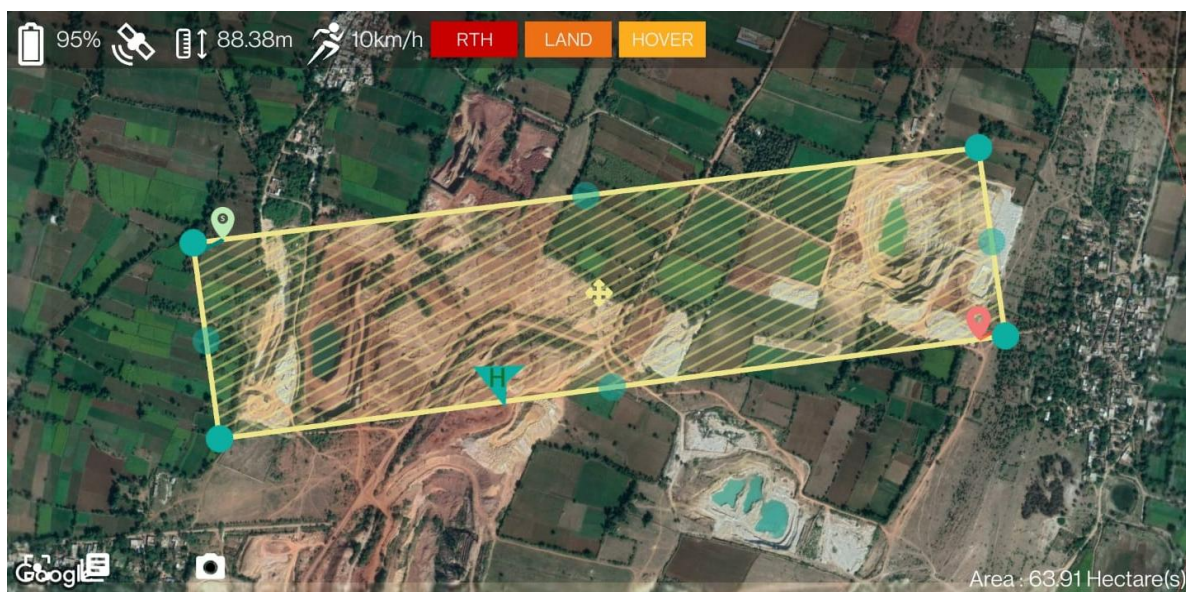 95%
88.38m
10km/h
RTH
LAND
HOVER
S
H
Google
Area : 63.91 Hectare(s)